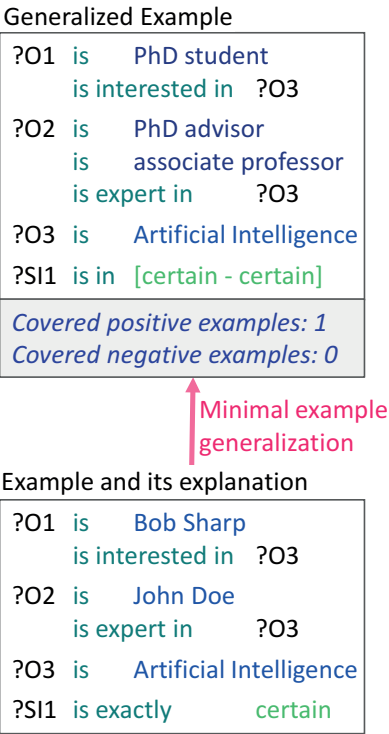 Generalized Example
?O1 is PhD student
is interested in ?O3
?O2 is PhD advisor
is associate professor
is expert in ?O3
?O3 is Artificial Intelligence
?SI1 is in [certain - certain]
Covered positive examples: 1
Covered negative examples: 0
Minimal example
generalization
Example and its explanation
?O1 is Bob Sharp
is interested in ?O3
?O2 is John Doe
is expert in ?O3
?O3 is Artificial Intelligence
?SI1 is exactly certain